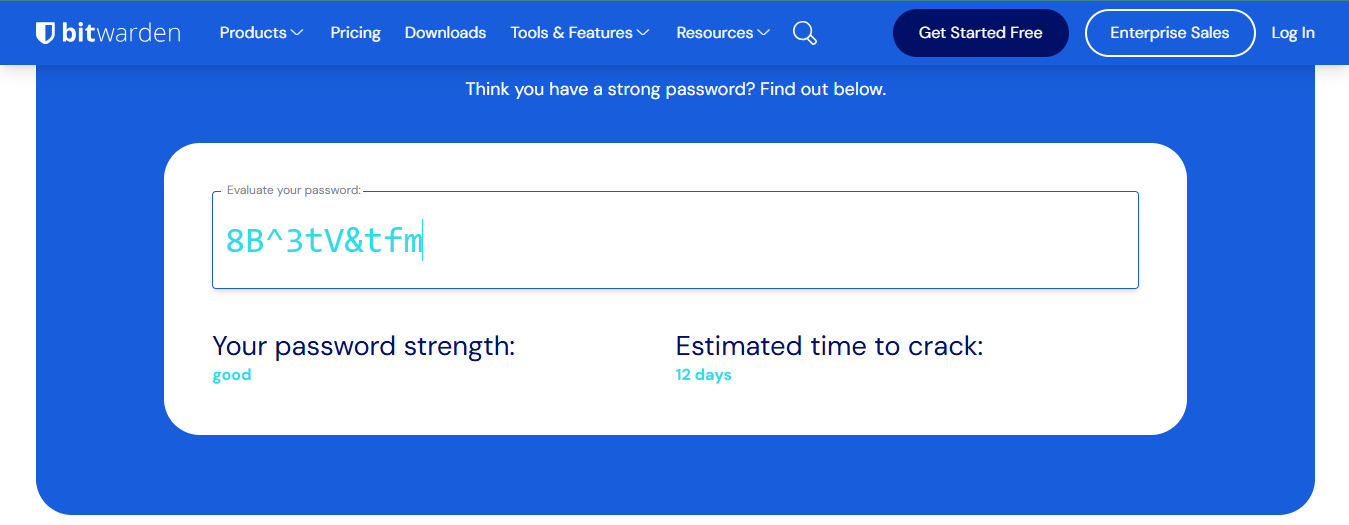 bitwarden Products Pricing Downloads Tools & Features Resources Get Started Free Enterprise Sales Log In
Think you have a strong password? Find out below.
Evaluate your password:
8B^3tV&tfm
Your password strength: Estimated time to crack:
good 12 days